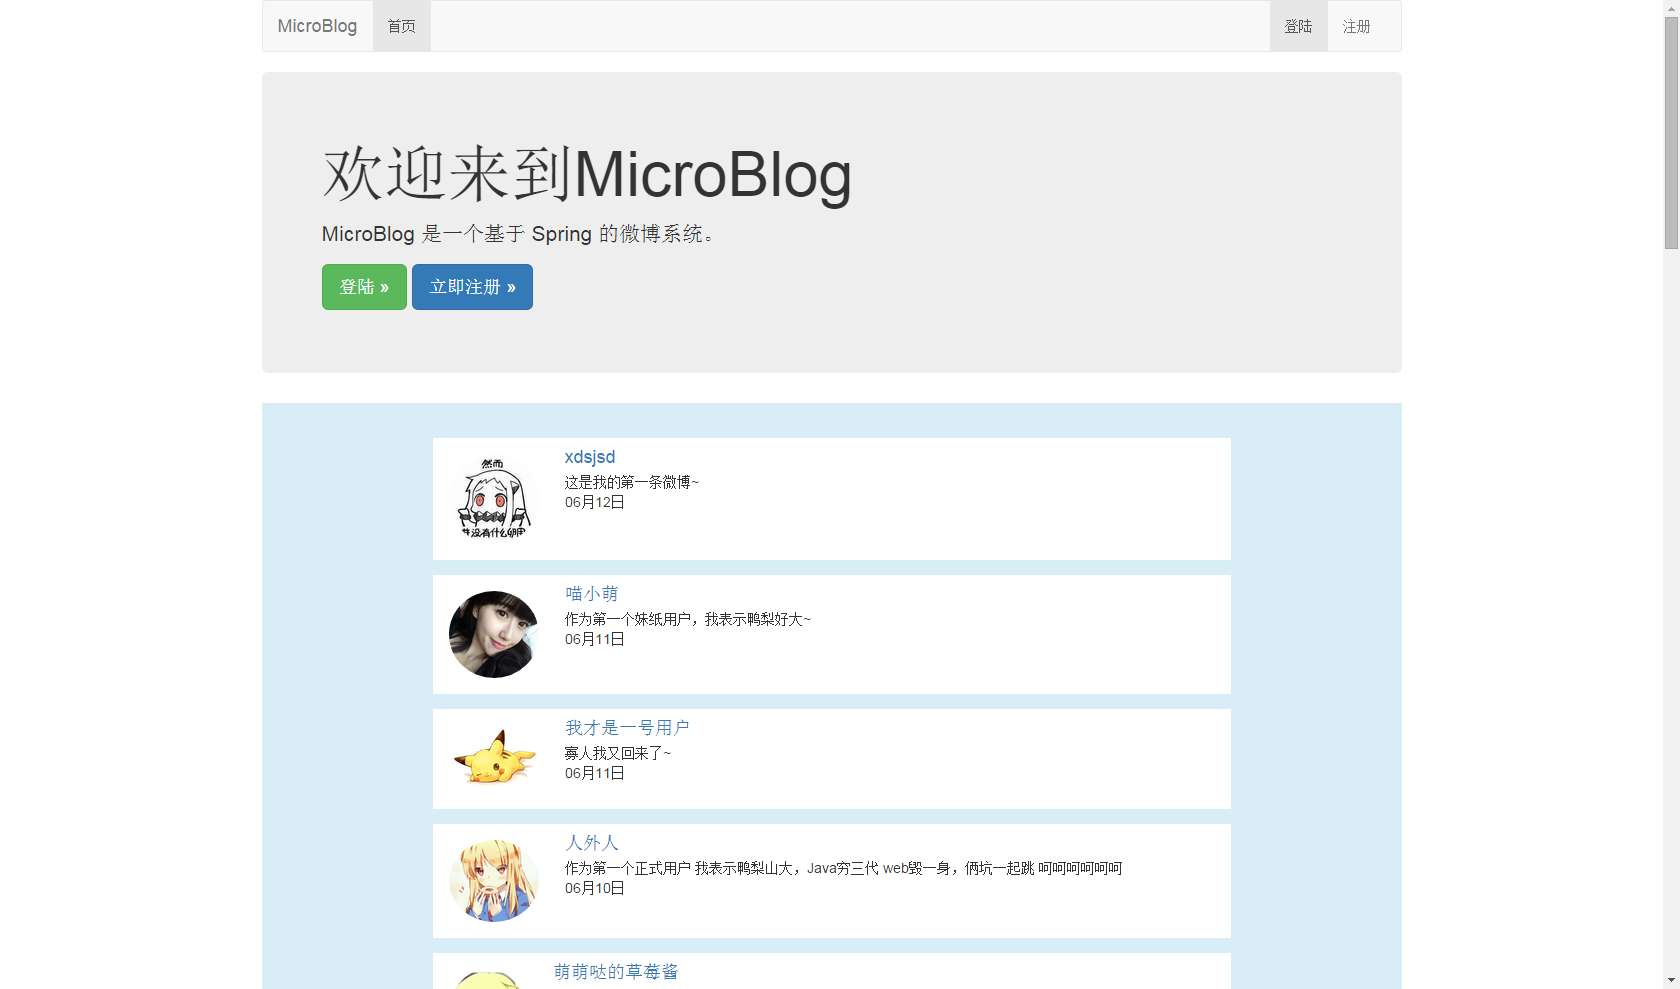 MicroBlog 首页 登陆 注册
欢迎来到MicroBlog
MicroBlog 是一个基于 Spring 的微博系统。
登陆 » 立即注册 »
然而
并没有什么卵用
xdsjsd
这是我的第一条微博~
06月12日
喵小萌
作为第一个妹纸用户，我表示鸭梨好大~
06月11日
我才是一号用户
寡人我又回来了~
06月11日
人外人
作为第一个正式用户 我表示鸭梨山大，Java穷三代 web毁一身，俩坑一起跳 呵呵呵呵呵呵
06月10日
萌萌哒的草莓酱